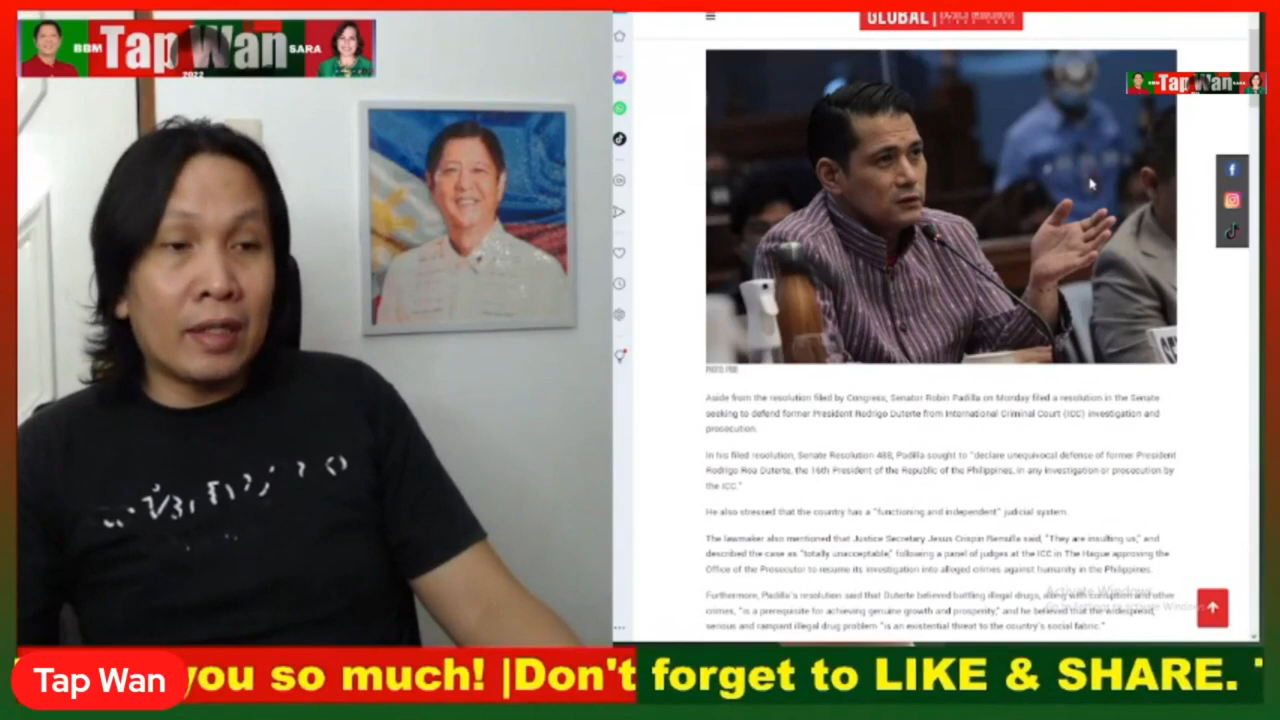 BBM Tap Wan SARA
2022
GLOBAL
Tap Wan
Aside from the resolution filed by Congress, Senator Robin Padilla on Monday filed a resolution in the Senate
seeking to defend former President Rodrigo Duterte from International Criminal Court (ICC) investigation and
prosecution.
In his filed resolution, Senate Resolution 488, Padilla sought to "declare unequivocal defense of former President
Rodrigo Roa Duterte, the 16th President of the Republic of the Philippines, in any investigation or prosecution by
the ICC."
He also stressed that the country has a "functioning and independent" judicial system.
The lawmaker also mentioned that Justice Secretary Jesus Crispin Remulla said, "They are insulting us," and
described the case as "totally unacceptable," following a panel of judges at the ICC in The Hague approving the
Office of the Prosecutor to resume its investigation into alleged crimes against humanity in the Philippines.
Furthermore, Padilla's resolution said that Duterte believed battling illegal drugs, along with corruption and other
crimes, "is a prerequisite for achieving genuine growth and prosperity," and he believed that the widespread,
serious and rampant illegal drug problem "is an existential threat to the country's social fabric."
Activate Windows
Go to Settings to activate Windows.
Tap Wan
you so much! |Don't forget to LIKE & SHARE.